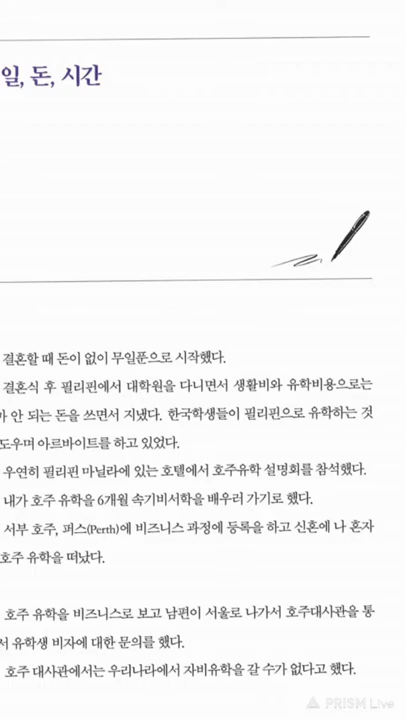 일, 돈, 시간
결혼할 때 돈이 없이 무일푼으로 시작했다.
결혼식 후 필리핀에서 대학원을 다니면서 생활비와 유학비용으로는
안 되는 돈을 쓰면서 지냈다. 한국학생들이 필리핀으로 유학하는 것
도우며 아르바이트를 하고 있었다.
우연히 필리핀 마닐라에 있는 호텔에서 호주유학 설명회를 참석했다.
내가 호주 유학을 6개월 속기비서학을 배우러 가기로 했다.
서부 호주, 퍼스(Perth)에 비즈니스 과정에 등록을 하고 신혼에 나 혼자
호주 유학을 떠났다.
호주 유학을 비즈니스로 보고 남편이 서울로 나가서 호주대사관을 통
서 유학생 비자에 대한 문의를 했다.
호주 대사관에서는 우리나라에서 자비유학을 갈 수가 없다고 했다.
PRISM Live